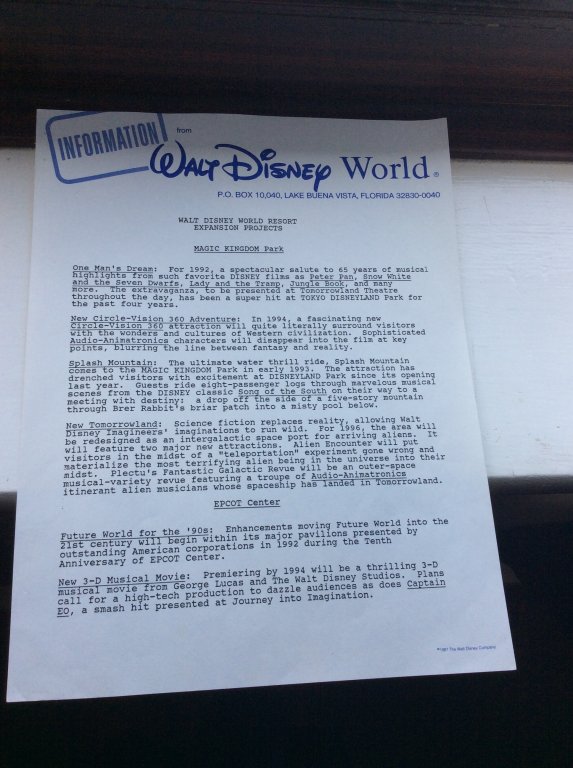 INFORMATION from
WALT DISNEY World®
P.O. BOX 10,040, LAKE BUENA VISTA, FLORIDA 32830-0040
WALT DISNEY WORLD RESORT
EXPANSION PROJECTS
MAGIC KINGDOM Park
One Man's Dream: For 1992, a spectacular salute to 65 years of musical
highlights from such favorite DISNEY films as Peter Pan, Snow White
and the Seven Dwarfs, Lady and the Tramp, Jungle Book, and many
more. The extravaganza, to be presented at Tomorrowland Theatre
throughout the day, has been a super hit at TOKYO DISNEYLAND Park for
the past four years.
New Circle-Vision 360 Adventure: In 1994, a fascinating new
Circle-Vision 360 attraction will quite literally surround visitors
with the wonders and cultures of Western civilization. Sophisticated
Audio-Animatronics characters will disappear into the film at key
points, blurring the line between fantasy and reality.
Splash Mountain: The ultimate water thrill ride, Splash Mountain
comes to the MAGIC KINGDOM Park in early 1993. The attraction has
drenched visitors with excitement at DISNEYLAND Park since its opening
last year. Guests ride eight-passenger logs through marvelous musical
scenes from the DISNEY classic Song of the South on their way to a
meeting with destiny: a drop off the side of a five-story mountain
through Brer Rabbit's briar patch into a misty pool below.
New Tomorrowland: Science fiction replaces reality, allowing Walt
Disney Imagineers' imaginations to run wild. For 1996, the area will
be redesigned as an intergalactic space port for arriving aliens. It
will feature two major new attractions. Alien Encounter will put
visitors in the midst of a "teleportation" experiment gone wrong and
materialize the most terrifying alien being in the universe into their
midst. Plectu's Fantastic Galactic Revue will be an outer-space
musical-variety revue featuring a troupe of Audio-Animatronics
itinerant alien musicians whose spaceship has landed in Tomorrowland.
EPCOT Center
Future World for the '90s: Enhancements moving Future World into the
21st century will begin within its major pavilions presented by
outstanding American corporations in 1992 during the Tenth
Anniversary of EPCOT Center.
New 3-D Musical Movie: Premiering by 1994 will be a thrilling 3-D
musical movie from George Lucas and The Walt Disney Studios. Plans
call for a high-tech production to dazzle audiences as does Captain
EO, a smash hit presented at Journey into Imagination.
The Walt Disney Company